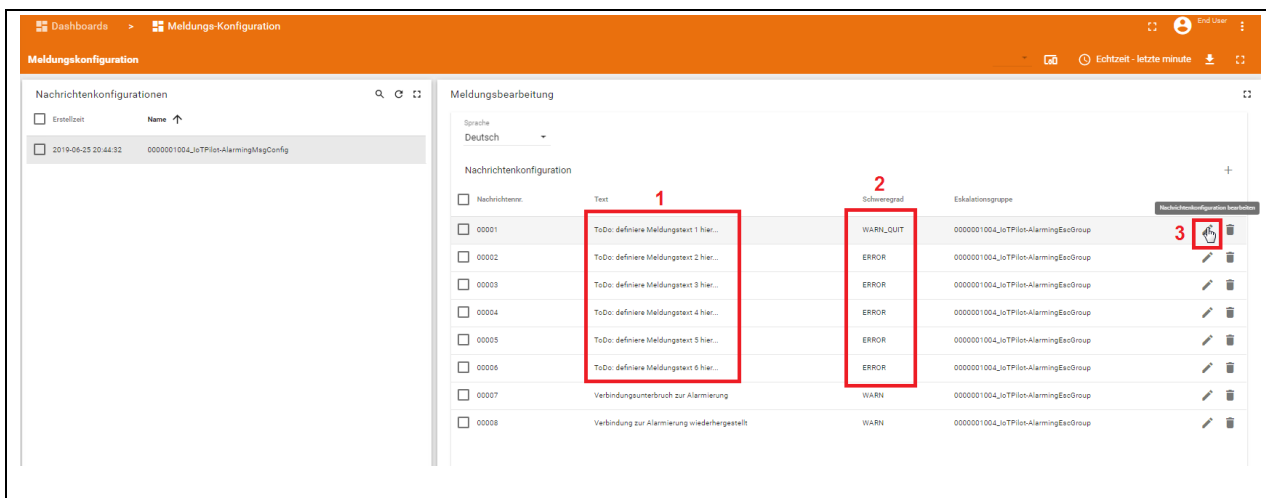 Dashboards > Meldungs-Konfiguration
End User
Meldungskonfiguration
Echtzeit - letzte minute
Nachrichtenkonfigurationen
Erstellzeit Name
2019-06-25 20:44:32 0000001004_IoTPilot-AlarmingMsgConfig
Meldungsbearbeitung
Sprache
Deutsch
Nachrichtenkonfiguration
+
1
2
Nachrichtennr. Text Schweregrad Eskalationsgruppe
Nachrichtenkonfiguration bearbeiten
00001 ToDo: definiere Meldungstext 1 hier... WARN_QUIT 0000001004_IoTPilot-AlarmingEscGroup
3
00002 ToDo: definiere Meldungstext 2 hier... ERROR 0000001004_IoTPilot-AlarmingEscGroup
00003 ToDo: definiere Meldungstext 3 hier... ERROR 0000001004_IoTPilot-AlarmingEscGroup
00004 ToDo: definiere Meldungstext 4 hier... ERROR 0000001004_IoTPilot-AlarmingEscGroup
00005 ToDo: definiere Meldungstext 5 hier... ERROR 0000001004_IoTPilot-AlarmingEscGroup
00006 ToDo: definiere Meldungstext 6 hier... ERROR 0000001004_IoTPilot-AlarmingEscGroup
00007 Verbindungsunterbruch zur Alarmierung WARN 0000001004_IoTPilot-AlarmingEscGroup
00008 Verbindung zur Alarmierung wiederhergestellt WARN 0000001004_IoTPilot-AlarmingEscGroup